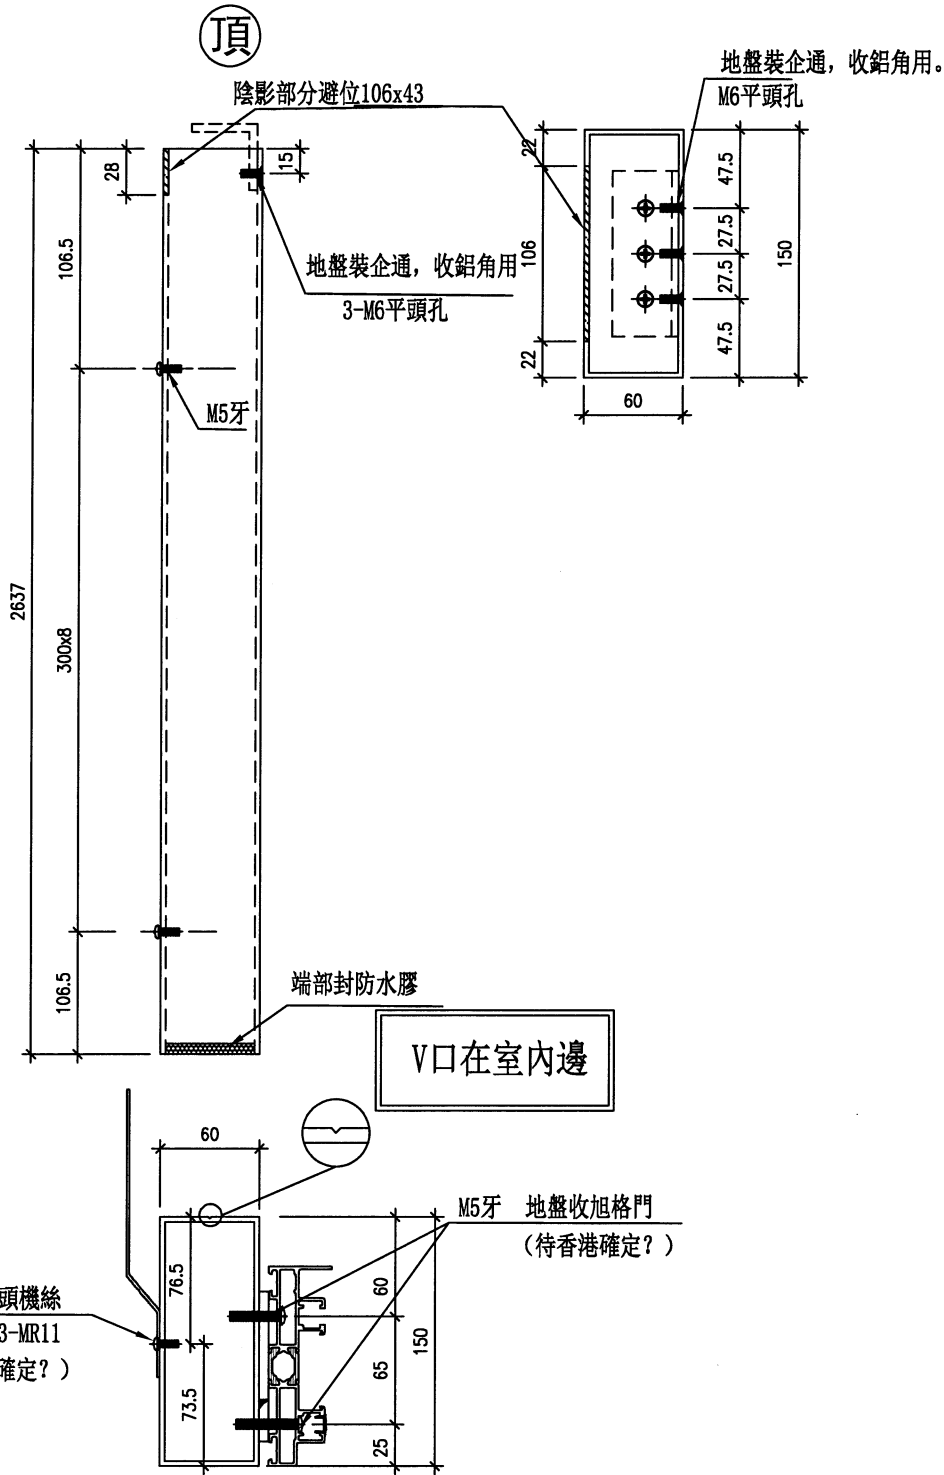 頂
陰影部分避位106x43
地盤裝企通，收鋁角用。
M6平頭孔
28
15
106.5
地盤裝企通，收鋁角用
3-M6平頭孔
22
106
22
47.5
27.5
27.5
47.5
150
60
M5牙
2637
300x8
106.5
端部封防水膠
V口在室內邊
60
M5牙 地盤收旭格門
（待香港確定？）
76.5
60
150
頭機絲
3-MR11
確定？）
65
73.5
25